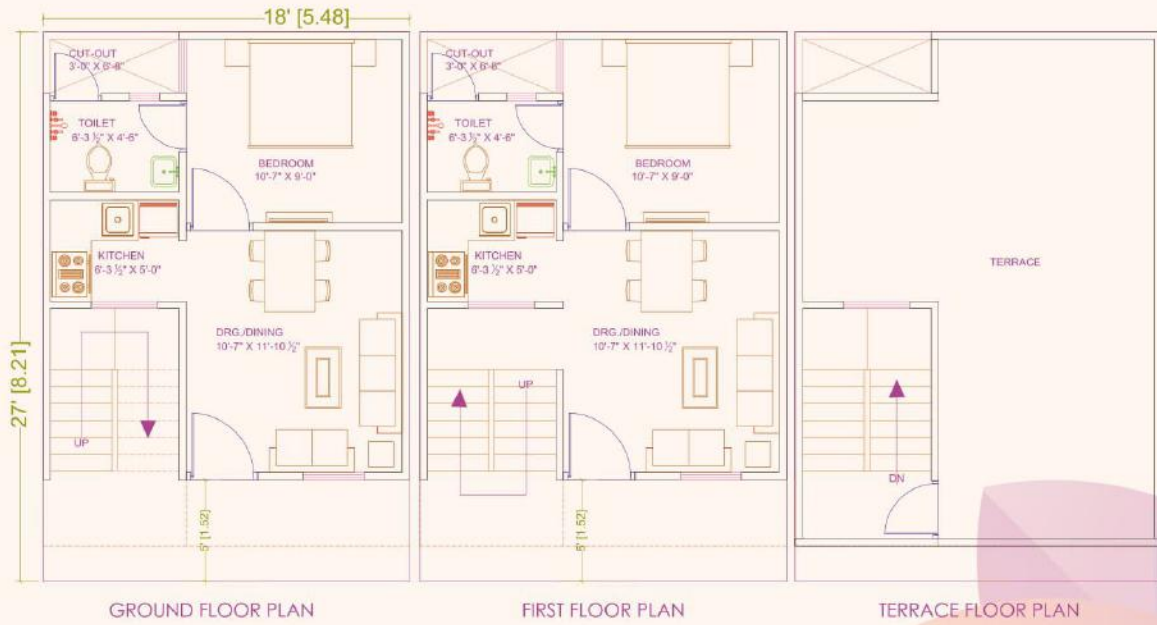 18' [5.48]
27' [8.21]
CUT-OUT
3'-0" X 6'-8"
TOILET
6'-3 ½" X 4'-6"
BEDROOM
10'-7" X 9'-0"
KITCHEN
6'-3 ½" X 5'-0"
DRG./DINING
10'-7" X 11'-10 ½"
UP
5' [1.52]
GROUND FLOOR PLAN
CUT-OUT
3'-0" X 6'-8"
TOILET
6'-3 ½" X 4'-6"
BEDROOM
10'-7" X 9'-0"
KITCHEN
6'-3 ½" X 5'-0"
DRG./DINING
10'-7" X 11'-10 ½"
UP
5' [1.52]
FIRST FLOOR PLAN
TERRACE
DN
TERRACE FLOOR PLAN